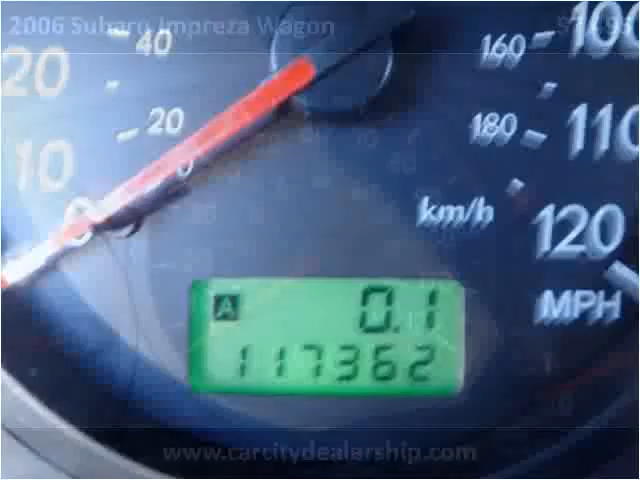 2006 Subaru Impreza Wagon
40
20
20
10
0
0
160
100
180
110
km/h
120
MPH
A
0.1
117362
www.carcitydealership.com